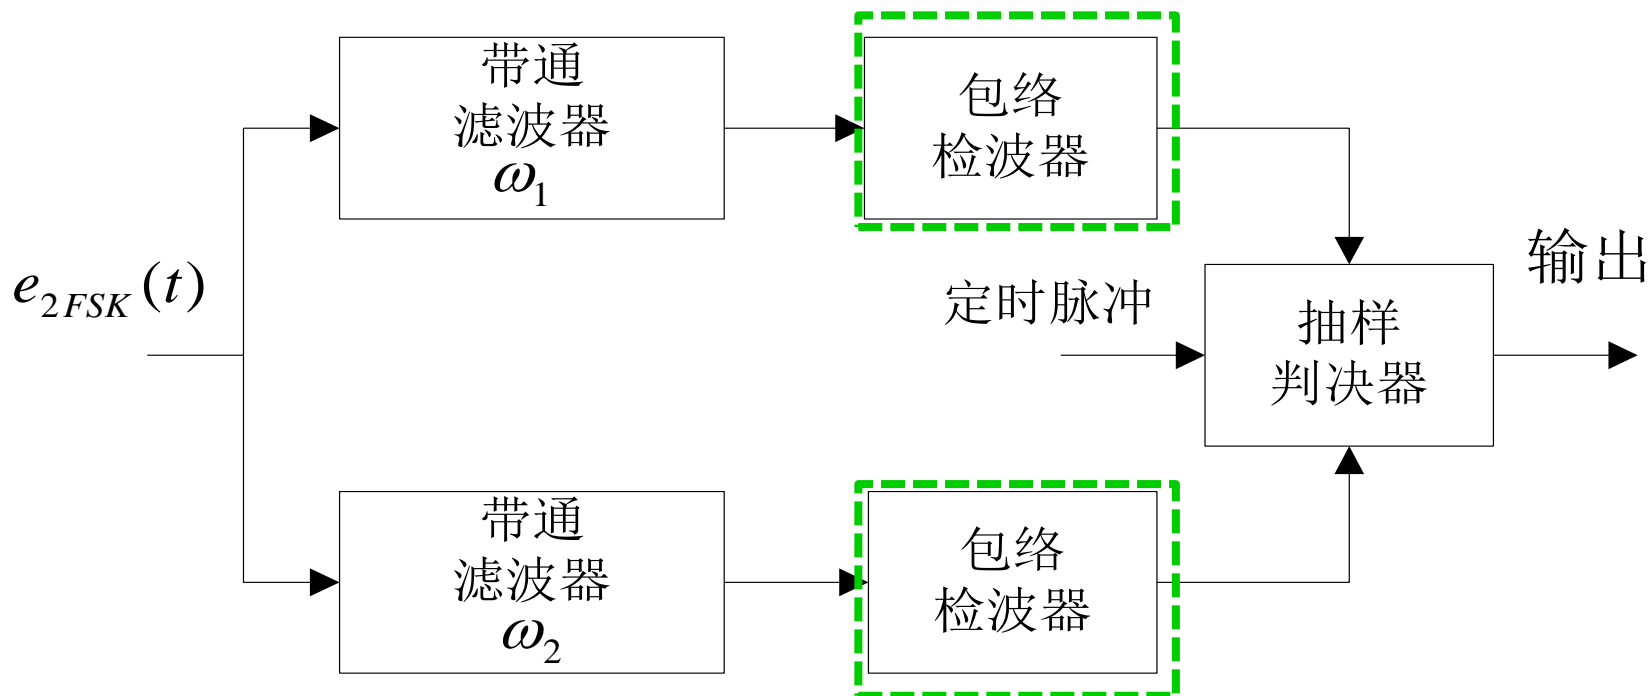 带通
滤波器
ω₁
包络
检波器
e₂FSK(t)
定时脉冲
抽样
判决器
输出
带通
滤波器
ω₂
包络
检波器